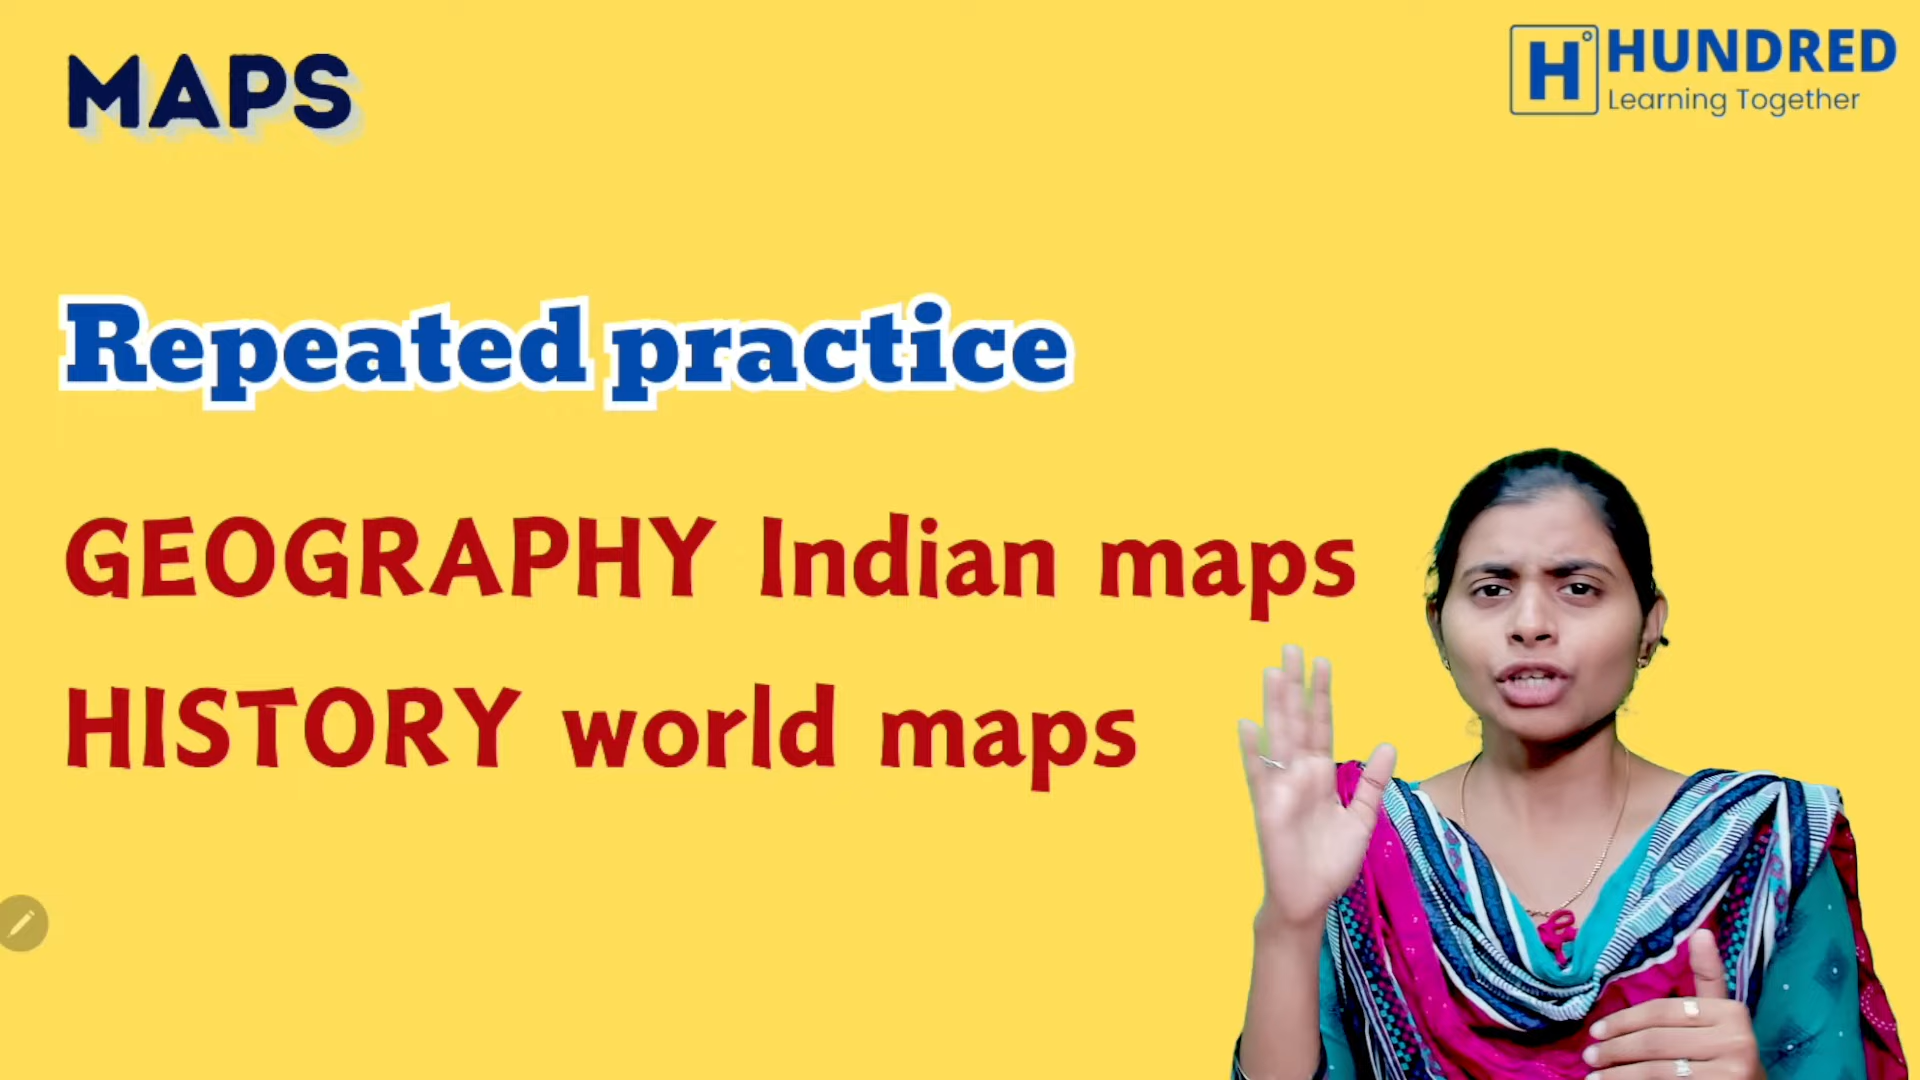 MAPS
H° HUNDRED
Learning Together
Repeated practice
GEOGRAPHY Indian maps
HISTORY world maps